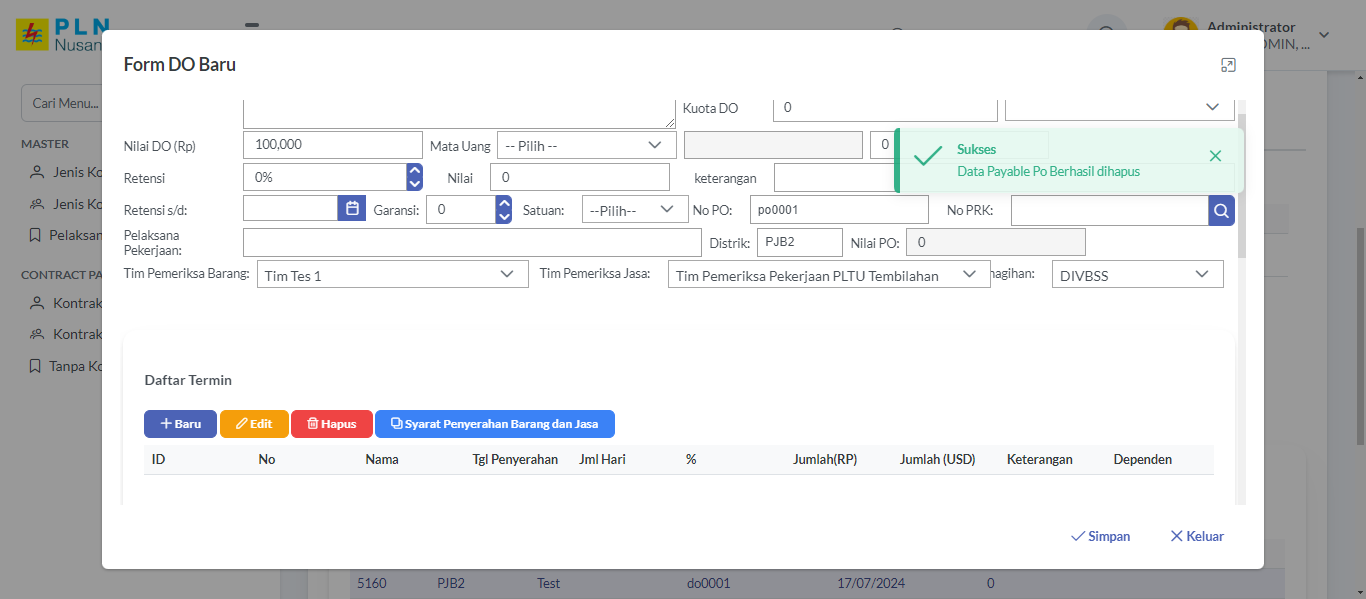 PLN
Nusan
Administrator
DMIN, ...
Form DO Baru
Cari Menu...
MASTER
Jenis Ko
Jenis Ko
Pelaksan
CONTRACT PA
Kontrak
Kontrak
Tanpa Ko
Kuota DO 0
Nilai DO (Rp) 100,000 Mata Uang -- Pilih -- 0
Sukses
Data Payable Po Berhasil dihapus
Retensi 0% Nilai 0 keterangan
Retensi s/d: Garansi: 0 Satuan: --Pilih-- No PO: po0001 No PRK:
Pelaksana
Pekerjaan: Distrik: PJB2 Nilai PO: 0
Tim Pemeriksa Barang: Tim Tes 1 Tim Pemeriksa Jasa: Tim Pemeriksa Pekerjaan PLTU Tembilahan nagihan: DIVBSS
Daftar Termin
Baru Edit Hapus Syarat Penyerahan Barang dan Jasa
ID No Nama Tgl Penyerahan Jml Hari % Jumlah(RP) Jumlah (USD) Keterangan Dependen
Simpan Keluar
5160 PJB2 Test do0001 17/07/2024 0